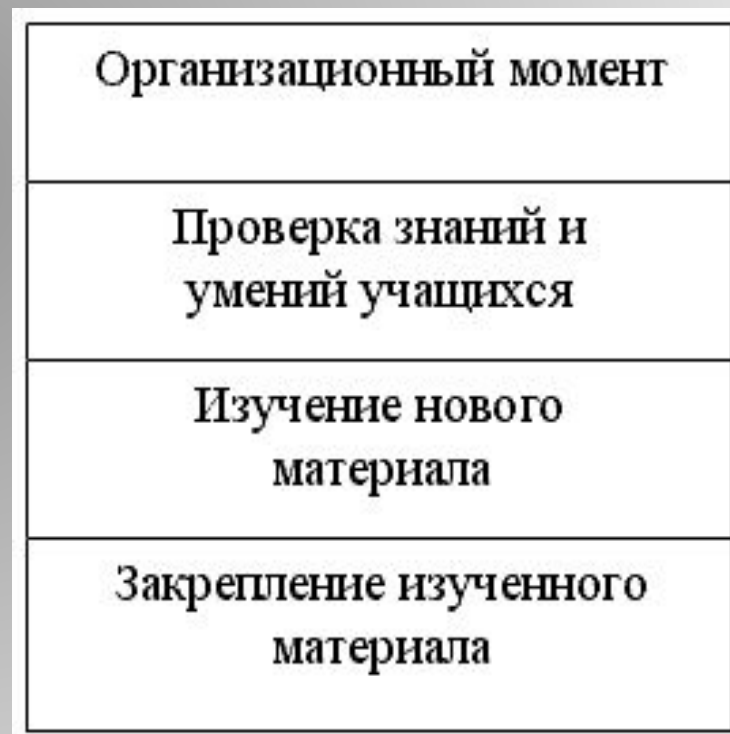 Организационный момент
Проверка знаний и
умений учащихся
Изучение нового
материала
Закрепление изученного
материала